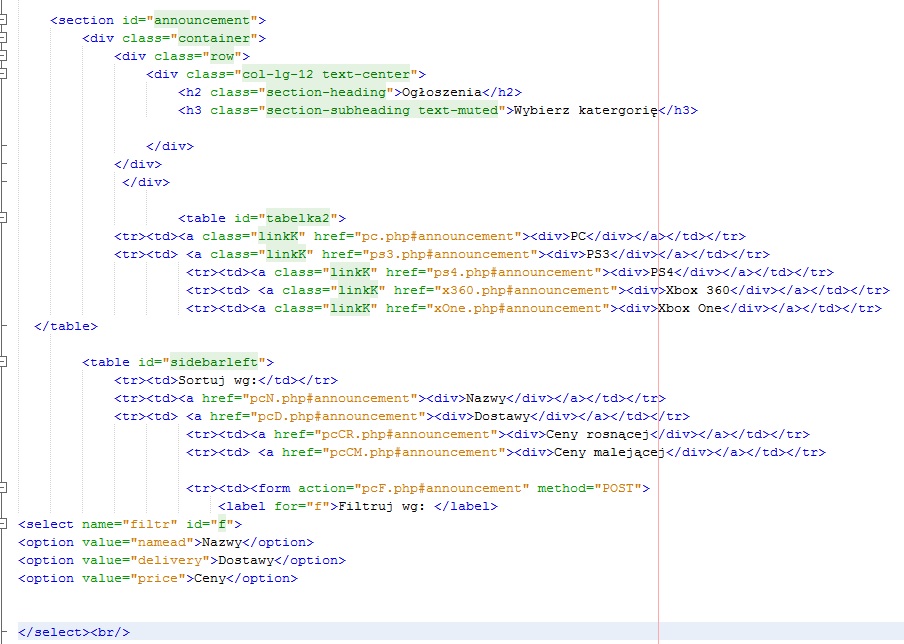 <section id="announcement">
<div class="container">
<div class="row">
<div class="col-lg-12 text-center">
<h2 class="section-heading">Ogłoszenia</h2>
<h3 class="section-subheading text-muted">Wybierz katergorię</h3>
</div>
</div>
</div>
<table id="tabelka2">
<tr><td><a class="linkK" href="pc.php#announcement"><div>PC</div></a></td></tr>
<tr><td> <a class="linkK" href="ps3.php#announcement"><div>PS3</div></a></td></tr>
<tr><td><a class="linkK" href="ps4.php#announcement"><div>PS4</div></a></td></tr>
<tr><td> <a class="linkK" href="x360.php#announcement"><div>Xbox 360</div></a></td></tr>
<tr><td><a class="linkK" href="xOne.php#announcement"><div>Xbox One</div></a></td></tr>
</table>
<table id="sidebarleft">
<tr><td>Sortuj wg:</td></tr>
<tr><td><a href="pcN.php#announcement"><div>Nazwy</div></a></td></tr>
<tr><td> <a href="pcD.php#announcement"><div>Dostawy</div></a></td></tr>
<tr><td><a href="pcCR.php#announcement"><div>Ceny rosnącej</div></a></td></tr>
<tr><td> <a href="pcCM.php#announcement"><div>Ceny malejącej</div></a></td></tr>
<tr><td><form action="pcF.php#announcement" method="POST">
<label for="f">Filtruj wg: </label>
<select name="filtr" id="f">
<option value="namead">Nazwy</option>
<option value="delivery">Dostawy</option>
<option value="price">Ceny</option>
</select><br/>